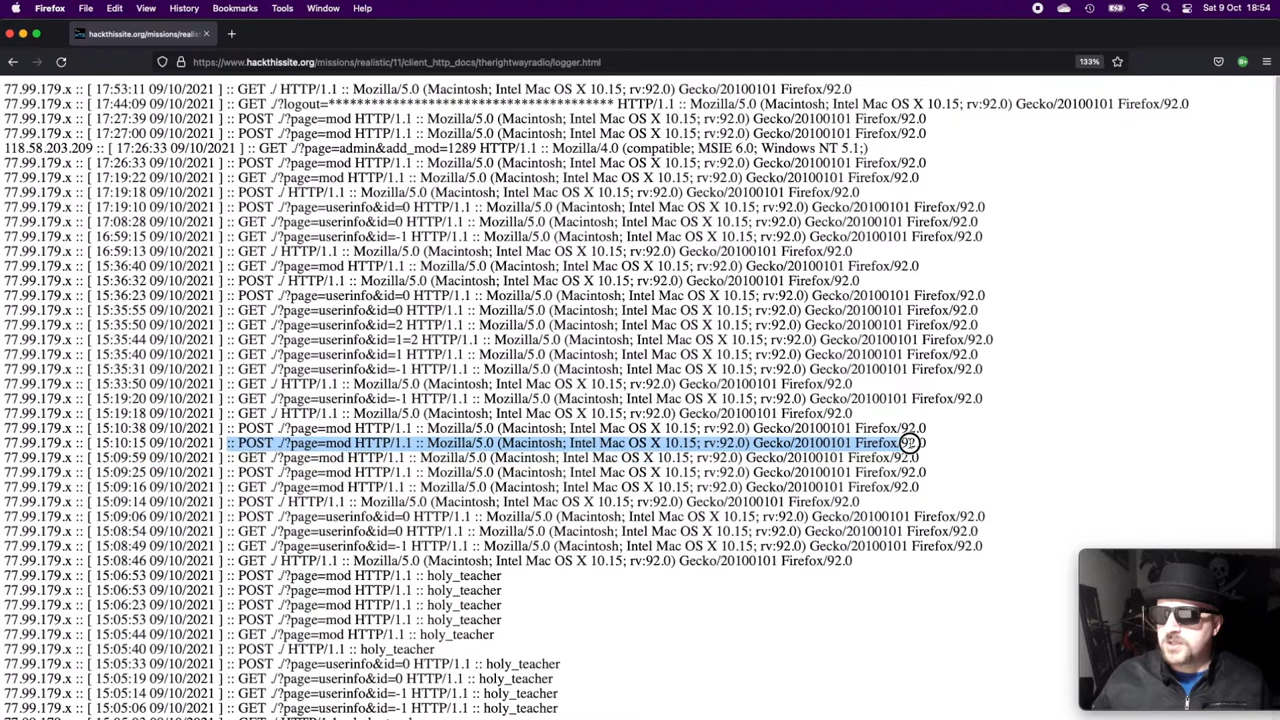 Firefox File Edit View History Bookmarks Tools Window Help Sat 9 Oct 18:54
hackthissite.org/missions/realis
https://www.hackthissite.org/missions/realistic/11/client_http_docs/therightwayradio/logger.html 133%
77.99.179.x :: [ 17:53:11 09/10/2021 ] :: GET ./ HTTP/1.1 :: Mozilla/5.0 (Macintosh; Intel Mac OS X 10.15; rv:92.0) Gecko/20100101 Firefox/92.0
77.99.179.x :: [ 17:44:09 09/10/2021 ] :: GET ./?logout=**************************************** HTTP/1.1 :: Mozilla/5.0 (Macintosh; Intel Mac OS X 10.15; rv:92.0) Gecko/20100101 Firefox/92.0
77.99.179.x :: [ 17:27:39 09/10/2021 ] :: POST ./?page=mod HTTP/1.1 :: Mozilla/5.0 (Macintosh; Intel Mac OS X 10.15; rv:92.0) Gecko/20100101 Firefox/92.0
77.99.179.x :: [ 17:27:00 09/10/2021 ] :: POST ./?page=mod HTTP/1.1 :: Mozilla/5.0 (Macintosh; Intel Mac OS X 10.15; rv:92.0) Gecko/20100101 Firefox/92.0
118.58.203.209 :: [ 17:26:33 09/10/2021 ] :: GET ./?page=admin&add_mod=1289 HTTP/1.1 :: Mozilla/4.0 (compatible; MSIE 6.0; Windows NT 5.1;)
77.99.179.x :: [ 17:26:33 09/10/2021 ] :: POST ./?page=mod HTTP/1.1 :: Mozilla/5.0 (Macintosh; Intel Mac OS X 10.15; rv:92.0) Gecko/20100101 Firefox/92.0
77.99.179.x :: [ 17:19:22 09/10/2021 ] :: GET ./?page=mod HTTP/1.1 :: Mozilla/5.0 (Macintosh; Intel Mac OS X 10.15; rv:92.0) Gecko/20100101 Firefox/92.0
77.99.179.x :: [ 17:19:18 09/10/2021 ] :: POST ./ HTTP/1.1 :: Mozilla/5.0 (Macintosh; Intel Mac OS X 10.15; rv:92.0) Gecko/20100101 Firefox/92.0
77.99.179.x :: [ 17:19:10 09/10/2021 ] :: POST ./?page=userinfo&id=0 HTTP/1.1 :: Mozilla/5.0 (Macintosh; Intel Mac OS X 10.15; rv:92.0) Gecko/20100101 Firefox/92.0
77.99.179.x :: [ 17:08:28 09/10/2021 ] :: GET ./?page=userinfo&id=0 HTTP/1.1 :: Mozilla/5.0 (Macintosh; Intel Mac OS X 10.15; rv:92.0) Gecko/20100101 Firefox/92.0
77.99.179.x :: [ 16:59:15 09/10/2021 ] :: GET ./?page=userinfo&id=-1 HTTP/1.1 :: Mozilla/5.0 (Macintosh; Intel Mac OS X 10.15; rv:92.0) Gecko/20100101 Firefox/92.0
77.99.179.x :: [ 16:59:13 09/10/2021 ] :: GET ./ HTTP/1.1 :: Mozilla/5.0 (Macintosh; Intel Mac OS X 10.15; rv:92.0) Gecko/20100101 Firefox/92.0
77.99.179.x :: [ 15:36:40 09/10/2021 ] :: GET ./?page=mod HTTP/1.1 :: Mozilla/5.0 (Macintosh; Intel Mac OS X 10.15; rv:92.0) Gecko/20100101 Firefox/92.0
77.99.179.x :: [ 15:36:32 09/10/2021 ] :: POST ./ HTTP/1.1 :: Mozilla/5.0 (Macintosh; Intel Mac OS X 10.15; rv:92.0) Gecko/20100101 Firefox/92.0
77.99.179.x :: [ 15:36:23 09/10/2021 ] :: POST ./?page=userinfo&id=0 HTTP/1.1 :: Mozilla/5.0 (Macintosh; Intel Mac OS X 10.15; rv:92.0) Gecko/20100101 Firefox/92.0
77.99.179.x :: [ 15:35:55 09/10/2021 ] :: GET ./?page=userinfo&id=0 HTTP/1.1 :: Mozilla/5.0 (Macintosh; Intel Mac OS X 10.15; rv:92.0) Gecko/20100101 Firefox/92.0
77.99.179.x :: [ 15:35:50 09/10/2021 ] :: GET ./?page=userinfo&id=2 HTTP/1.1 :: Mozilla/5.0 (Macintosh; Intel Mac OS X 10.15; rv:92.0) Gecko/20100101 Firefox/92.0
77.99.179.x :: [ 15:35:44 09/10/2021 ] :: GET ./?page=userinfo&id=1=2 HTTP/1.1 :: Mozilla/5.0 (Macintosh; Intel Mac OS X 10.15; rv:92.0) Gecko/20100101 Firefox/92.0
77.99.179.x :: [ 15:35:40 09/10/2021 ] :: GET ./?page=userinfo&id=1 HTTP/1.1 :: Mozilla/5.0 (Macintosh; Intel Mac OS X 10.15; rv:92.0) Gecko/20100101 Firefox/92.0
77.99.179.x :: [ 15:35:31 09/10/2021 ] :: GET ./?page=userinfo&id=-1 HTTP/1.1 :: Mozilla/5.0 (Macintosh; Intel Mac OS X 10.15; rv:92.0) Gecko/20100101 Firefox/92.0
77.99.179.x :: [ 15:33:50 09/10/2021 ] :: GET ./ HTTP/1.1 :: Mozilla/5.0 (Macintosh; Intel Mac OS X 10.15; rv:92.0) Gecko/20100101 Firefox/92.0
77.99.179.x :: [ 15:19:20 09/10/2021 ] :: GET ./?page=userinfo&id=-1 HTTP/1.1 :: Mozilla/5.0 (Macintosh; Intel Mac OS X 10.15; rv:92.0) Gecko/20100101 Firefox/92.0
77.99.179.x :: [ 15:19:18 09/10/2021 ] :: GET ./ HTTP/1.1 :: Mozilla/5.0 (Macintosh; Intel Mac OS X 10.15; rv:92.0) Gecko/20100101 Firefox/92.0
77.99.179.x :: [ 15:10:38 09/10/2021 ] :: POST ./?page=mod HTTP/1.1 :: Mozilla/5.0 (Macintosh; Intel Mac OS X 10.15; rv:92.0) Gecko/20100101 Firefox/92.0
77.99.179.x :: [ 15:10:15 09/10/2021 ] :: POST ./?page=mod HTTP/1.1 :: Mozilla/5.0 (Macintosh; Intel Mac OS X 10.15; rv:92.0) Gecko/20100101 Firefox/92.0
77.99.179.x :: [ 15:09:59 09/10/2021 ] :: GET ./?page=mod HTTP/1.1 :: Mozilla/5.0 (Macintosh; Intel Mac OS X 10.15; rv:92.0) Gecko/20100101 Firefox/92.0
77.99.179.x :: [ 15:09:25 09/10/2021 ] :: POST ./?page=mod HTTP/1.1 :: Mozilla/5.0 (Macintosh; Intel Mac OS X 10.15; rv:92.0) Gecko/20100101 Firefox/92.0
77.99.179.x :: [ 15:09:16 09/10/2021 ] :: GET ./?page=mod HTTP/1.1 :: Mozilla/5.0 (Macintosh; Intel Mac OS X 10.15; rv:92.0) Gecko/20100101 Firefox/92.0
77.99.179.x :: [ 15:09:14 09/10/2021 ] :: POST ./ HTTP/1.1 :: Mozilla/5.0 (Macintosh; Intel Mac OS X 10.15; rv:92.0) Gecko/20100101 Firefox/92.0
77.99.179.x :: [ 15:09:06 09/10/2021 ] :: POST ./?page=userinfo&id=0 HTTP/1.1 :: Mozilla/5.0 (Macintosh; Intel Mac OS X 10.15; rv:92.0) Gecko/20100101 Firefox/92.0
77.99.179.x :: [ 15:08:54 09/10/2021 ] :: GET ./?page=userinfo&id=0 HTTP/1.1 :: Mozilla/5.0 (Macintosh; Intel Mac OS X 10.15; rv:92.0) Gecko/20100101 Firefox/92.0
77.99.179.x :: [ 15:08:49 09/10/2021 ] :: GET ./?page=userinfo&id=-1 HTTP/1.1 :: Mozilla/5.0 (Macintosh; Intel Mac OS X 10.15; rv:92.0) Gecko/20100101 Firefox/92.0
77.99.179.x :: [ 15:08:46 09/10/2021 ] :: GET ./ HTTP/1.1 :: Mozilla/5.0 (Macintosh; Intel Mac OS X 10.15; rv:92.0) Gecko/20100101 Firefox/92.0
77.99.179.x :: [ 15:06:53 09/10/2021 ] :: POST ./?page=mod HTTP/1.1 :: holy_teacher
77.99.179.x :: [ 15:06:53 09/10/2021 ] :: POST ./?page=mod HTTP/1.1 :: holy_teacher
77.99.179.x :: [ 15:06:23 09/10/2021 ] :: POST ./?page=mod HTTP/1.1 :: holy_teacher
77.99.179.x :: [ 15:05:53 09/10/2021 ] :: POST ./?page=mod HTTP/1.1 :: holy_teacher
77.99.179.x :: [ 15:05:44 09/10/2021 ] :: GET ./?page=mod HTTP/1.1 :: holy_teacher
77.99.179.x :: [ 15:05:40 09/10/2021 ] :: POST ./ HTTP/1.1 :: holy_teacher
77.99.179.x :: [ 15:05:33 09/10/2021 ] :: POST ./?page=userinfo&id=0 HTTP/1.1 :: holy_teacher
77.99.179.x :: [ 15:05:19 09/10/2021 ] :: GET ./?page=userinfo&id=0 HTTP/1.1 :: holy_teacher
77.99.179.x :: [ 15:05:14 09/10/2021 ] :: GET ./?page=userinfo&id=-1 HTTP/1.1 :: holy_teacher
77.99.179.x :: [ 15:05:06 09/10/2021 ] :: GET ./?page=userinfo&id=-1 HTTP/1.1 :: holy_teacher